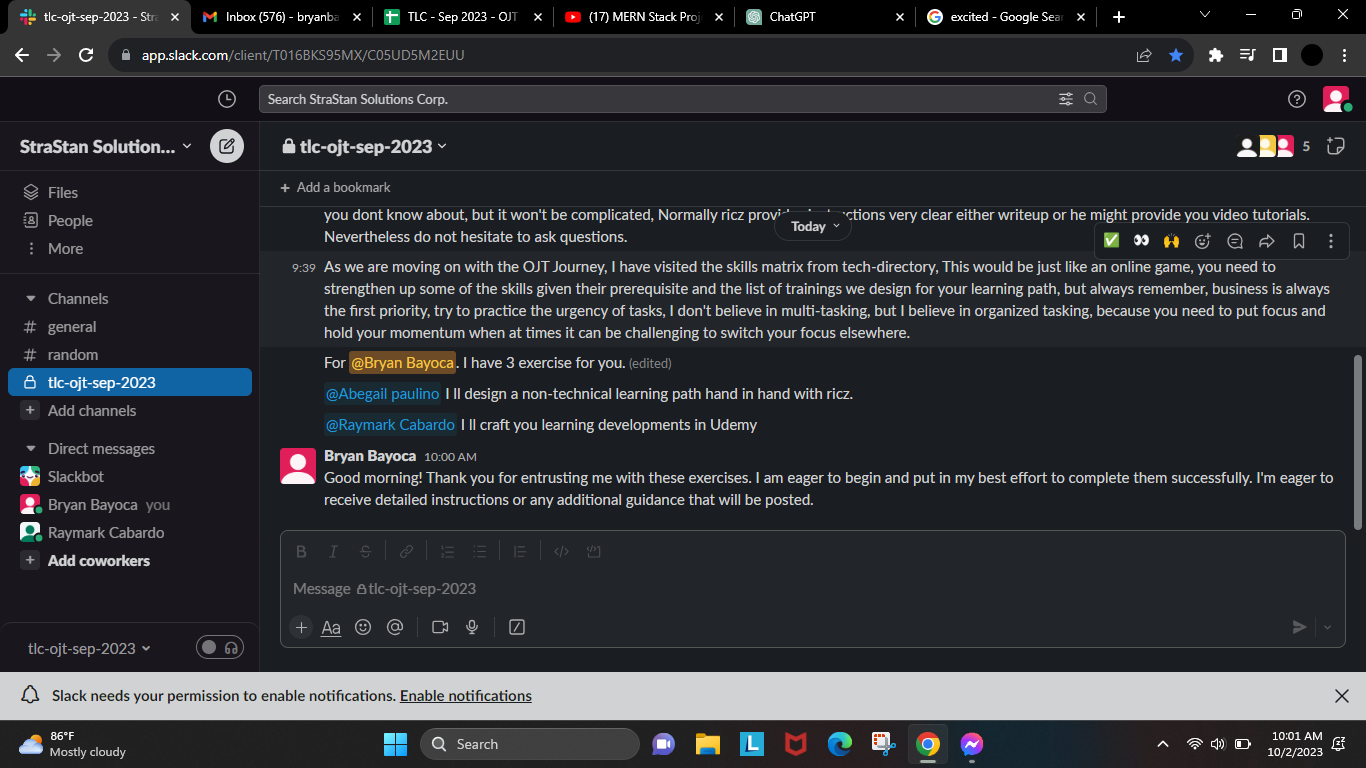 tlc-ojt-sep-2023 - Stra
Inbox (576) - bryanba
TLC - Sep 2023 - OJT
(17) MERN Stack Proj
ChatGPT
excited - Google Sea
app.slack.com/client/T016BKS95MX/C05UD5M2EUU
Search StraStan Solutions Corp.
StraStan Solution...
tlc-ojt-sep-2023
5
Files
People
More
Channels
# general
# random
tlc-ojt-sep-2023
Add channels
Direct messages
Slackbot
Bryan Bayoca you
Raymark Cabardo
Add coworkers
tlc-ojt-sep-2023
+ Add a bookmark
you dont know about, but it won't be complicated, Normally ricz very clear either writeup or he might provide you video tutorials.
Today
Nevertheless do not hesitate to ask questions.
9:39 As we are moving on with the OJT Journey, I have visited the skills matrix from tech-directory, This would be just like an online game, you need to
strengthen up some of the skills given their prerequisite and the list of trainings we design for your learning path, but always remember, business is always
the first priority, try to practice the urgency of tasks, I don't believe in multi-tasking, but I believe in organized tasking, because you need to put focus and
hold your momentum when at times it can be challenging to switch your focus elsewhere.
For @Bryan Bayoca. I have 3 exercise for you. (edited)
@Abegail paulino I ll design a non-technical learning path hand in hand with ricz.
@Raymark Cabardo I ll craft you learning developments in Udemy
Bryan Bayoca 10:00 AM
Good morning! Thank you for entrusting me with these exercises. I am eager to begin and put in my best effort to complete them successfully. I'm eager to
receive detailed instructions or any additional guidance that will be posted.
B I S
Message tlc-ojt-sep-2023
Aa
Slack needs your permission to enable notifications. Enable notifications
86°F
Mostly cloudy
Search
L
10:01 AM
10/2/2023